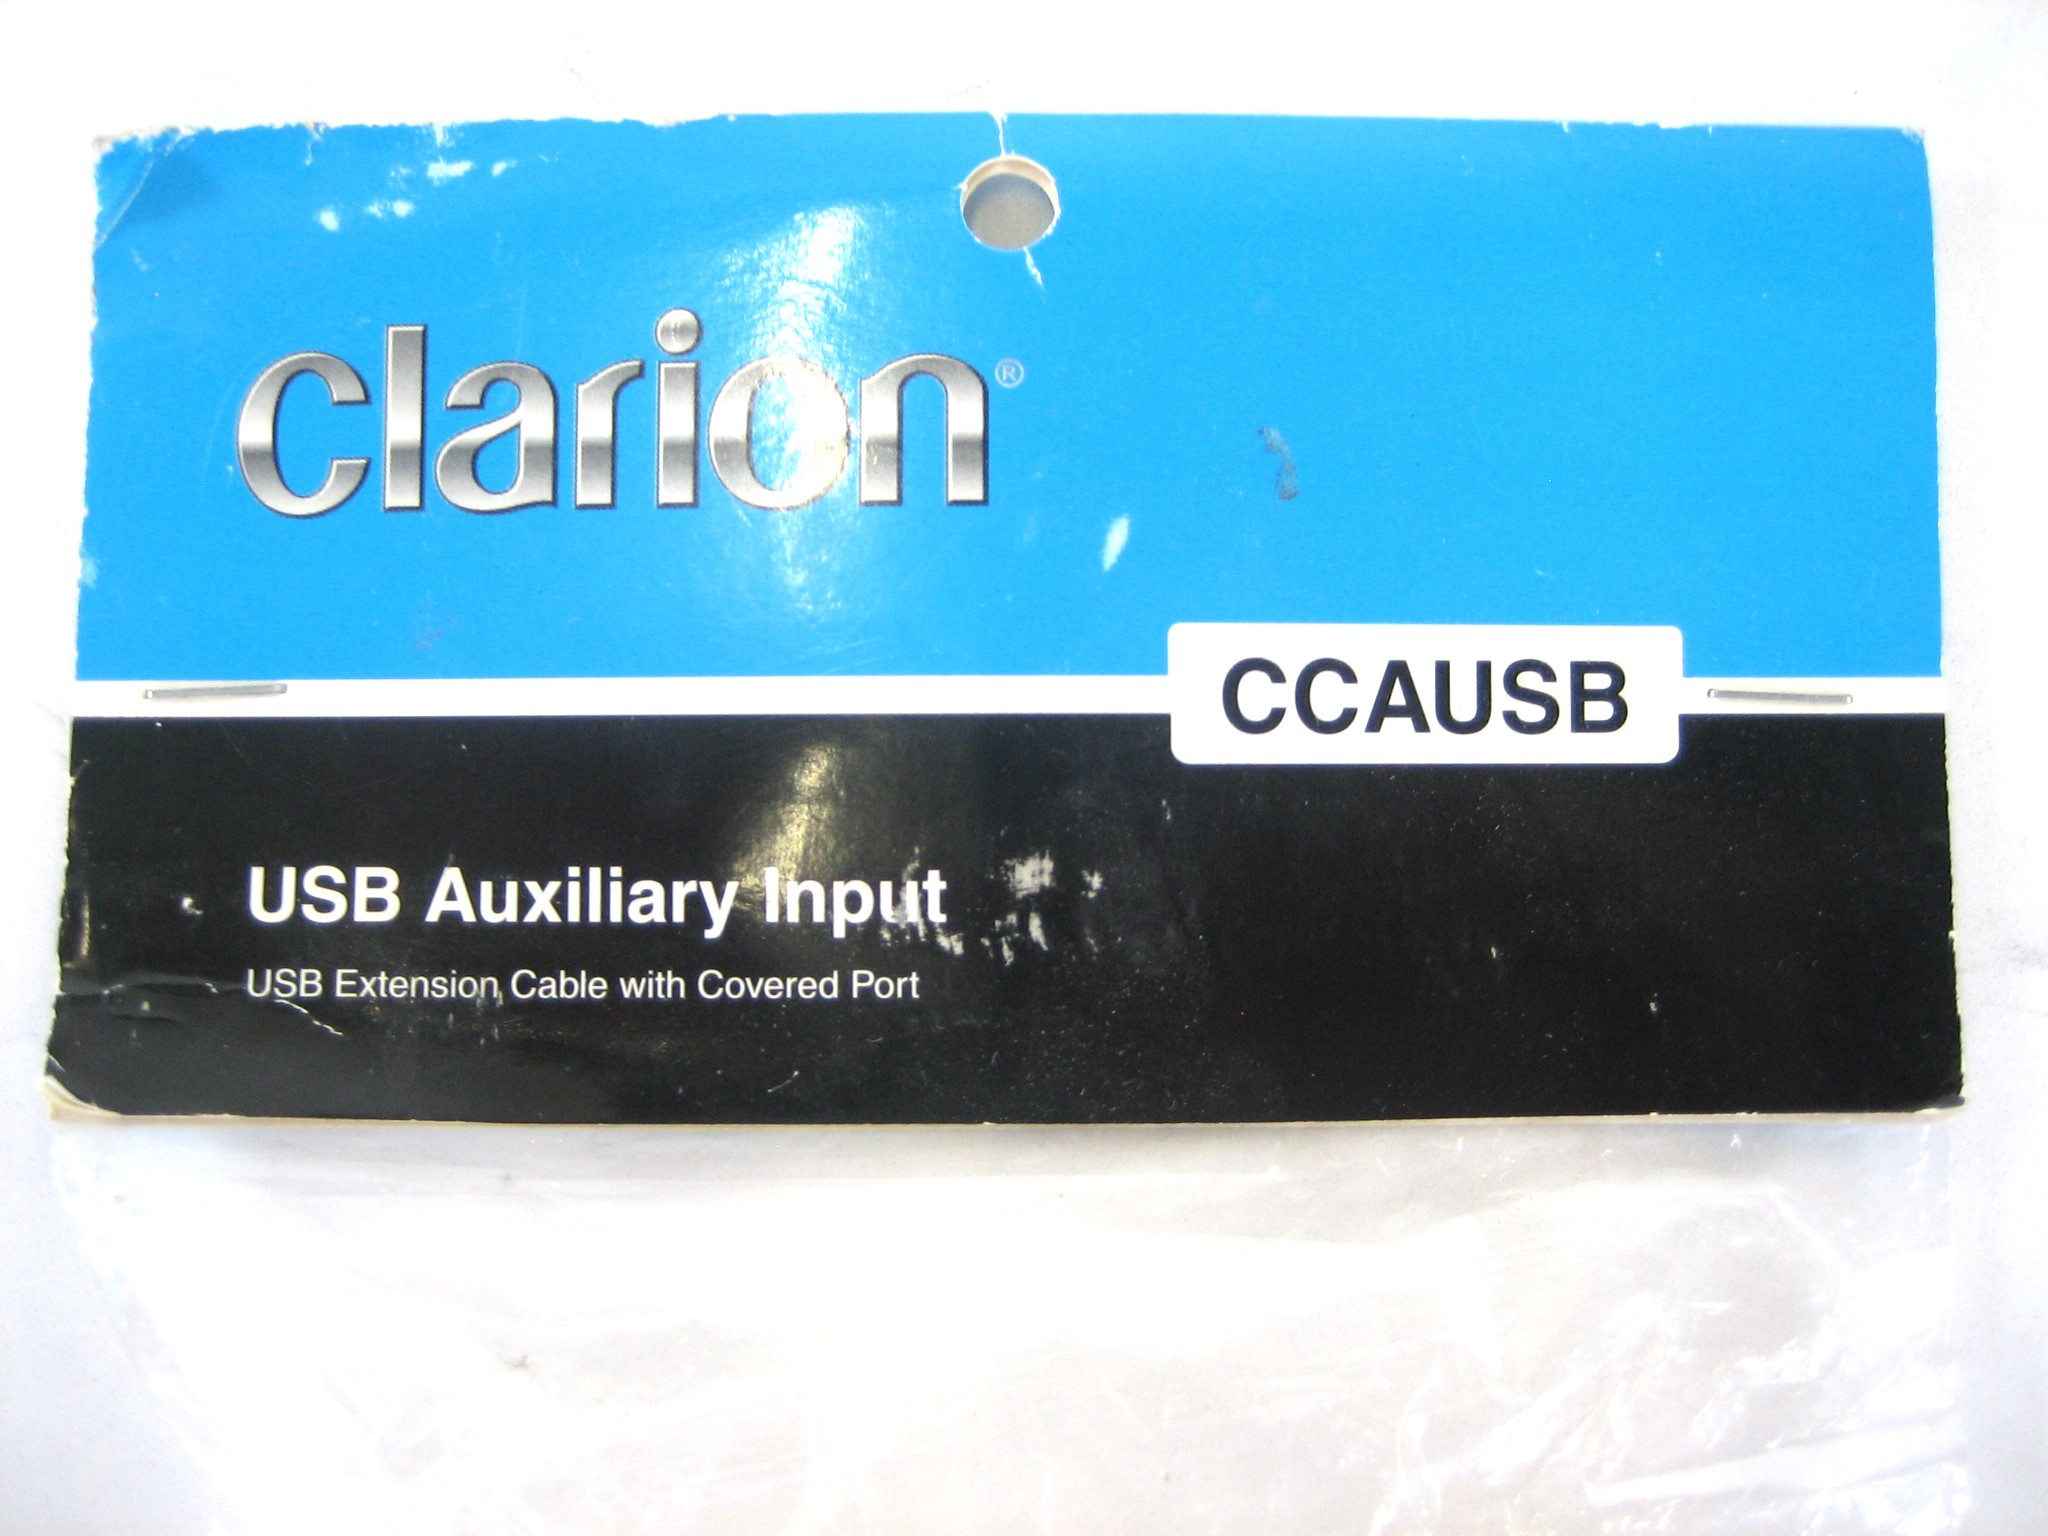 clarion®
CCAUSB
USB Auxiliary Input
USB Extension Cable with Covered Port